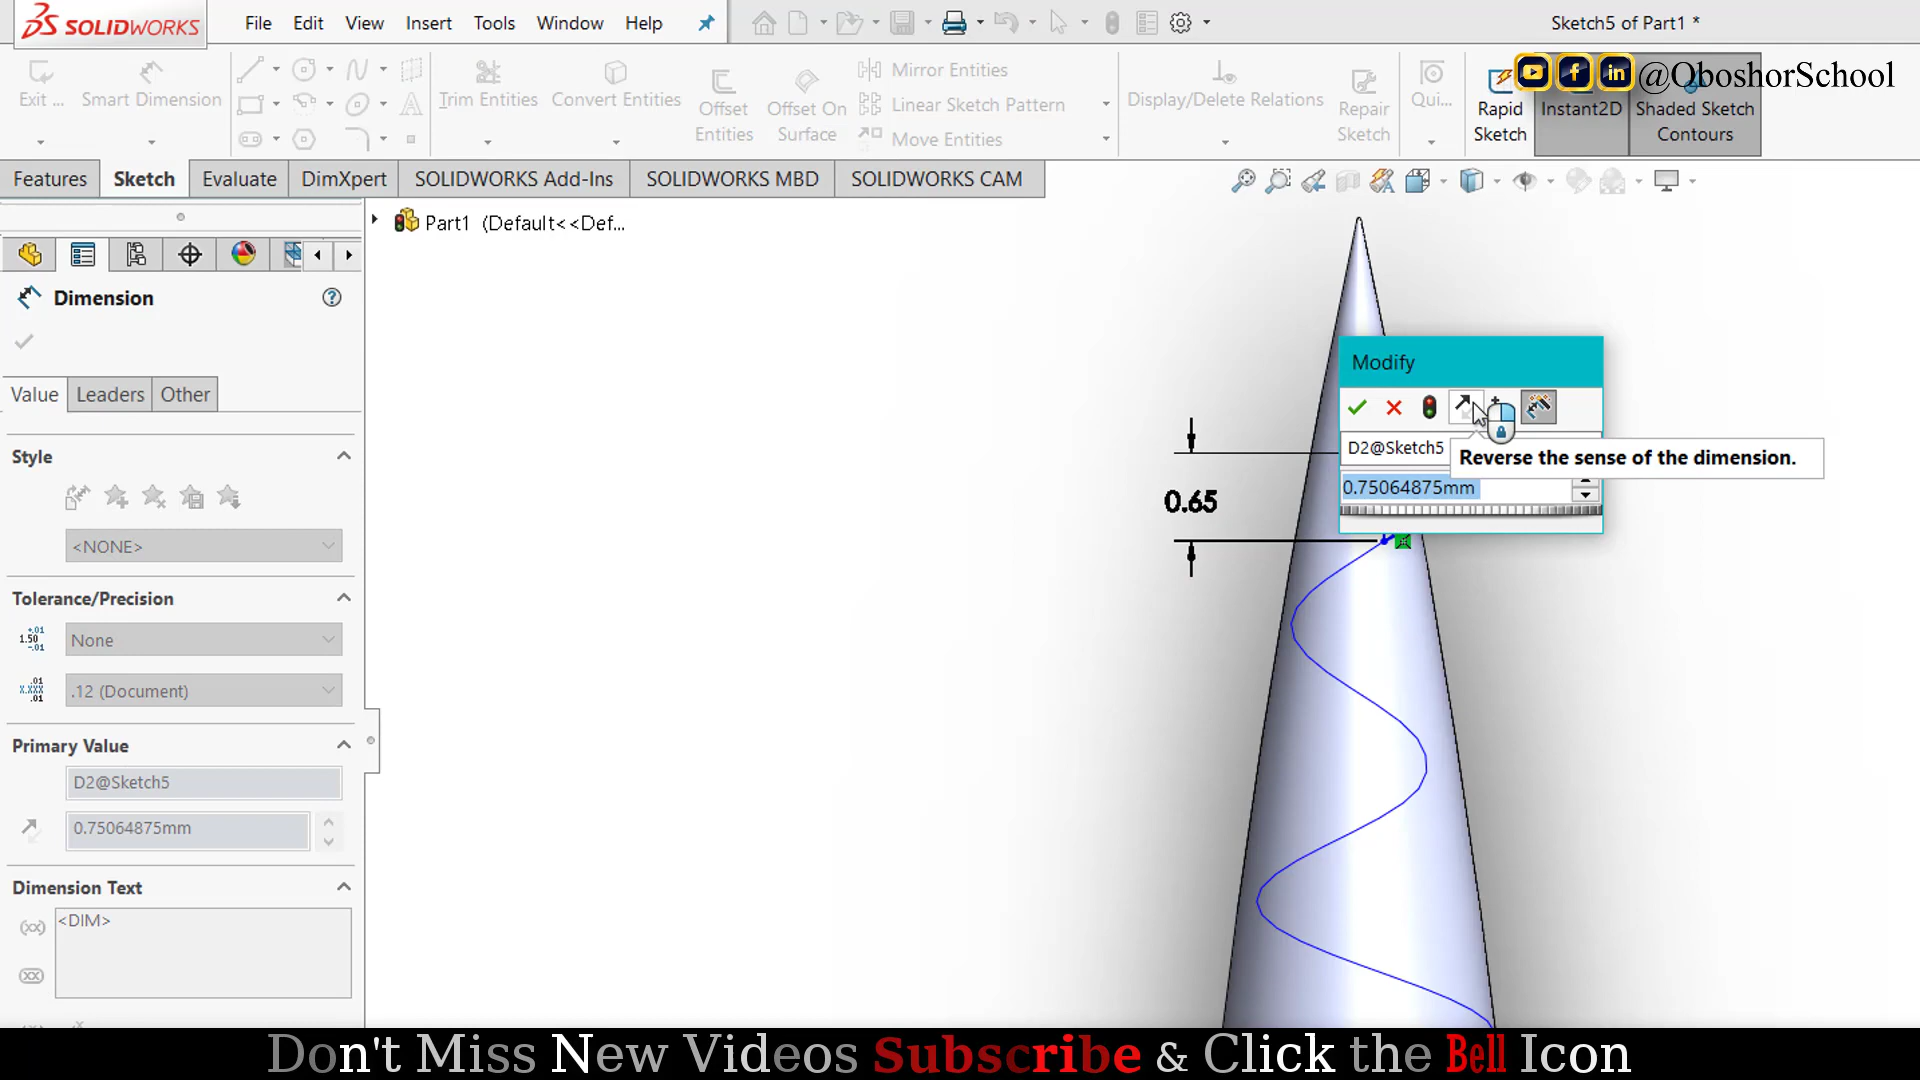 SOLIDWORKS File Edit View Insert Tools Window Help Sketch5 of Part1 *
@OboshorSchool
Exit ... Smart Dimension Trim Entities Convert Entities Offset Entities Offset On Surface Mirror Entities Display/Delete Relations Repair Sketch Qui... Rapid Sketch Instant2D Shaded Sketch Contours
Linear Sketch Pattern
Move Entities
Features Sketch Evaluate DimXpert SOLIDWORKS Add-Ins SOLIDWORKS MBD SOLIDWORKS CAM
Part1 (Default<<Def...
Dimension
Value Leaders Other
Style
<NONE>
Tolerance/Precision
None
.12 (Document)
Primary Value
D2@Sketch5
0.75064875mm
Dimension Text
<DIM>
0.65
Modify
D2@Sketch5
Reverse the sense of the dimension.
0.75064875mm
Don't Miss New Videos Subscribe & Click the Bell Icon